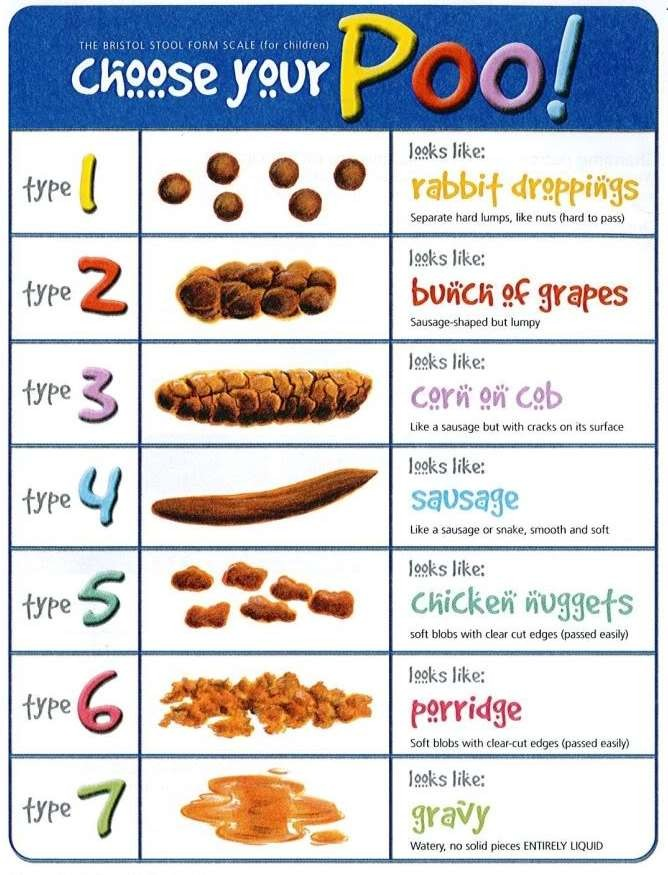 THE BRISTOL STOOL FORM SCALE (for children)
choose your Poo!
type 1
looks like:
rabbit droppings
Separate hard lumps, like nuts (hard to pass)
type 2
looks like:
bunch of grapes
Sausage-shaped but lumpy
type 3
looks like:
corn on cob
Like a sausage but with cracks on its surface
type 4
looks like:
sausage
Like a sausage or snake, smooth and soft
type 5
looks like:
chicken nuggets
soft blobs with clear cut edges (passed easily)
type 6
looks like:
porridge
Soft blobs with clear-cut edges (passed easily)
type 7
looks like:
gravy
Watery, no solid pieces ENTIRELY LIQUID